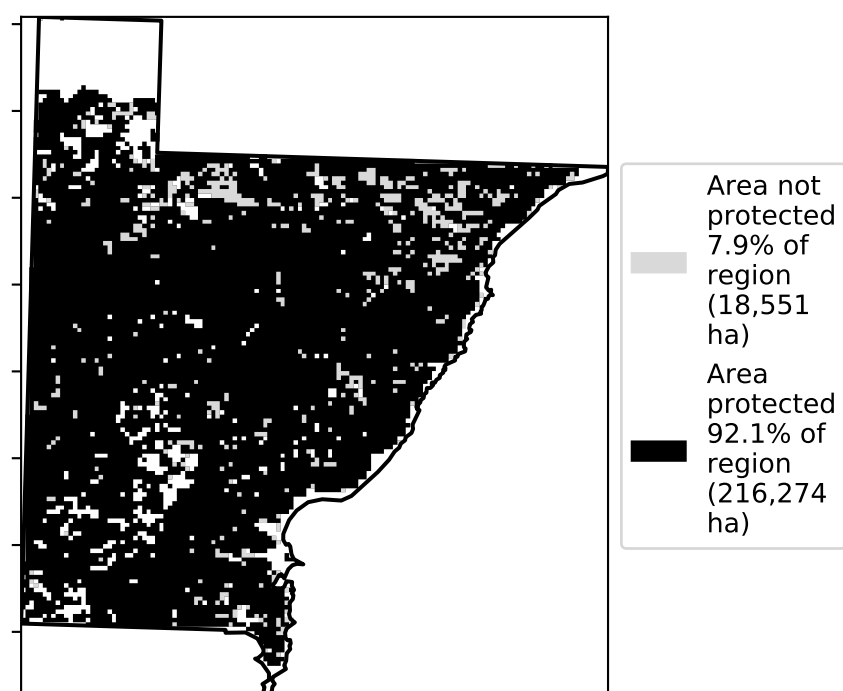 Area not
protected
7.9% of
region
(18,551
ha)
Area
protected
92.1% of
region
(216,274
ha)